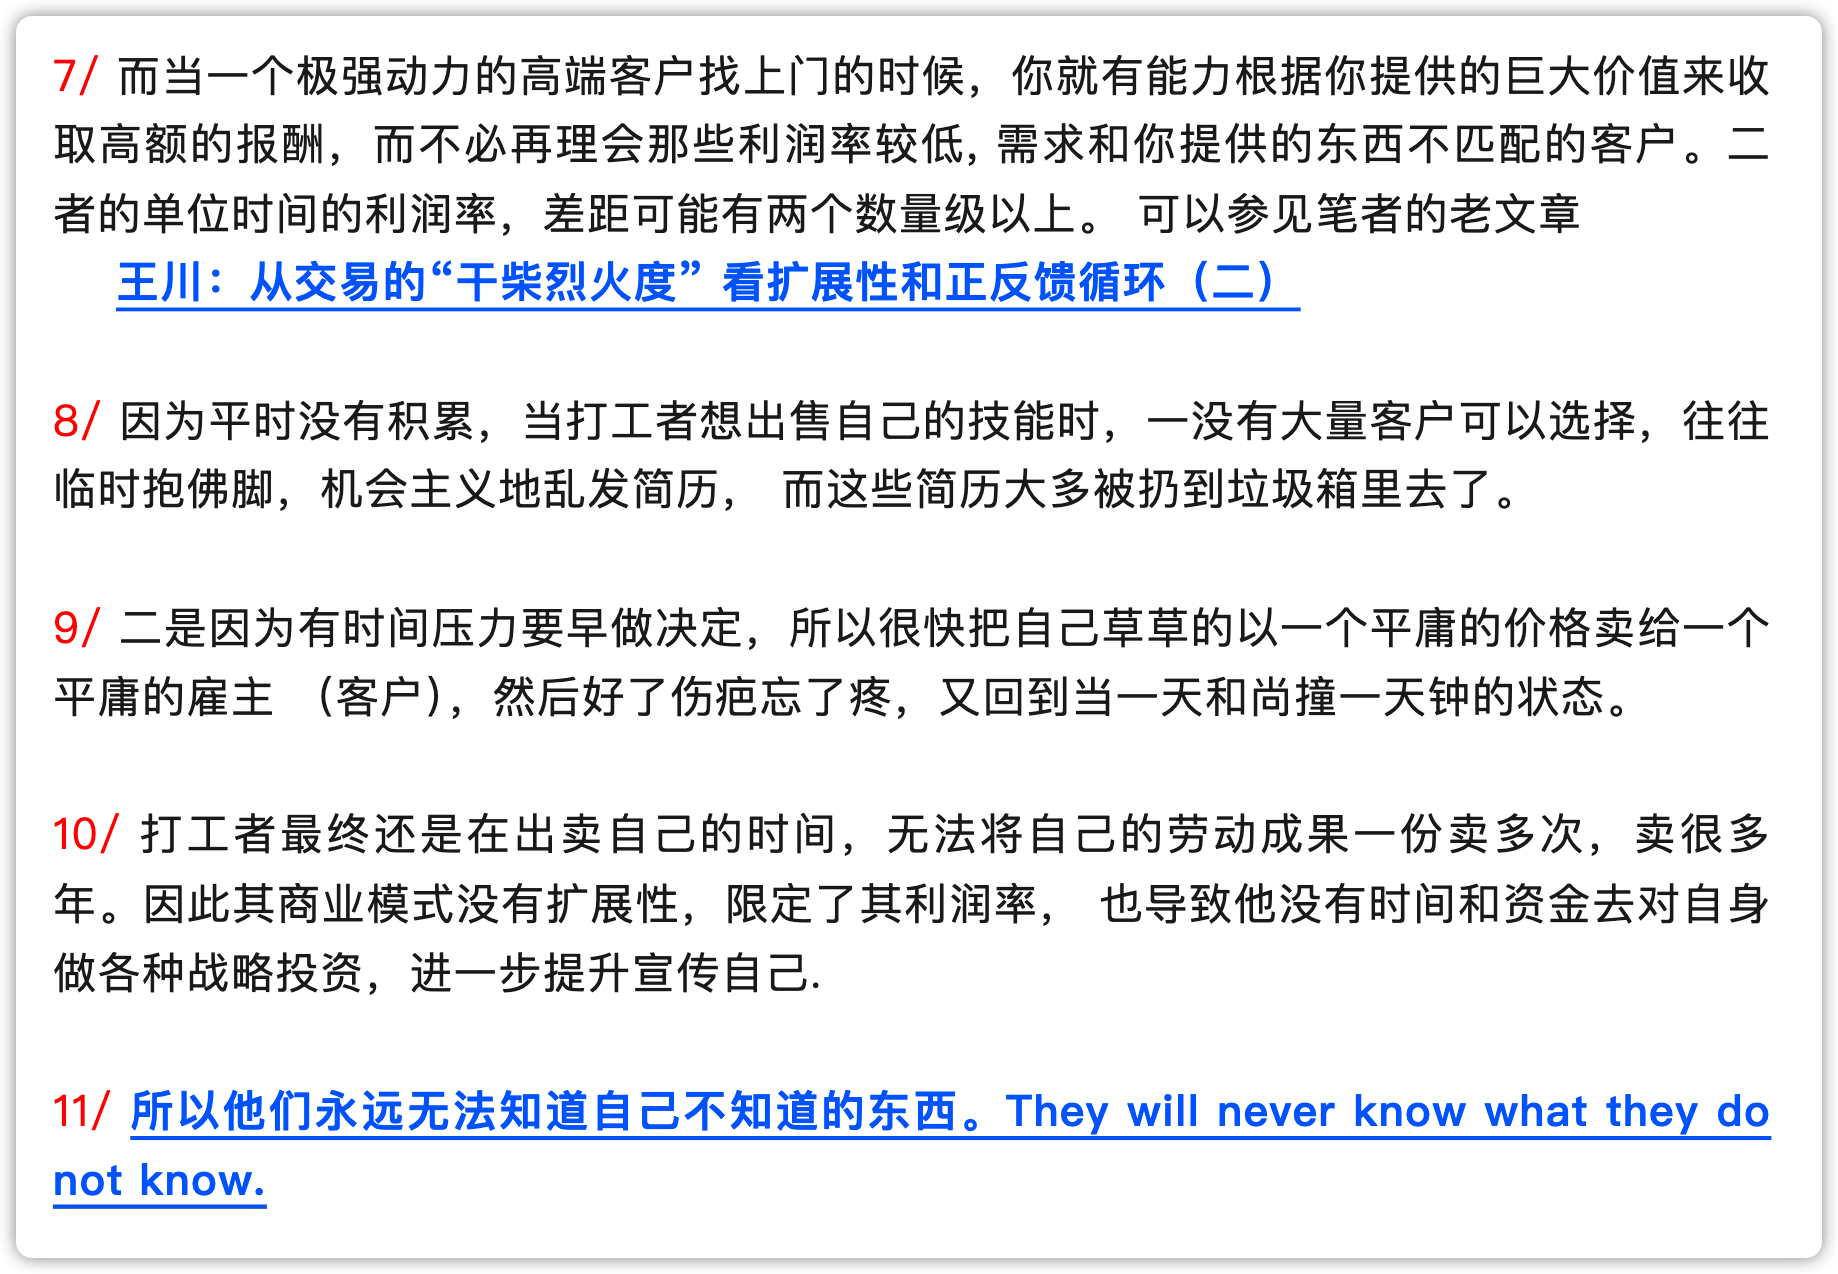 7/ 而当一个极强动力的高端客户找上门的时候，你就有能力根据你提供的巨大价值来收
取高额的报酬，而不必再理会那些利润率较低, 需求和你提供的东西不匹配的客户。二
者的单位时间的利润率，差距可能有两个数量级以上。 可以参见笔者的老文章
王川：从交易的“干柴烈火度” 看扩展性和正反馈循环（二）
8/ 因为平时没有积累，当打工者想出售自己的技能时，一没有大量客户可以选择，往往
临时抱佛脚，机会主义地乱发简历， 而这些简历大多被扔到垃圾箱里去了。
9/ 二是因为有时间压力要早做决定，所以很快把自己草草的以一个平庸的价格卖给一个
平庸的雇主 （客户），然后好了伤疤忘了疼，又回到当一天和尚撞一天钟的状态。
10/ 打工者最终还是在出卖自己的时间，无法将自己的劳动成果一份卖多次，卖很多
年。因此其商业模式没有扩展性，限定了其利润率， 也导致他没有时间和资金去对自身
做各种战略投资，进一步提升宣传自己.
11/ 所以他们永远无法知道自己不知道的东西。They will never know what they do
not know.